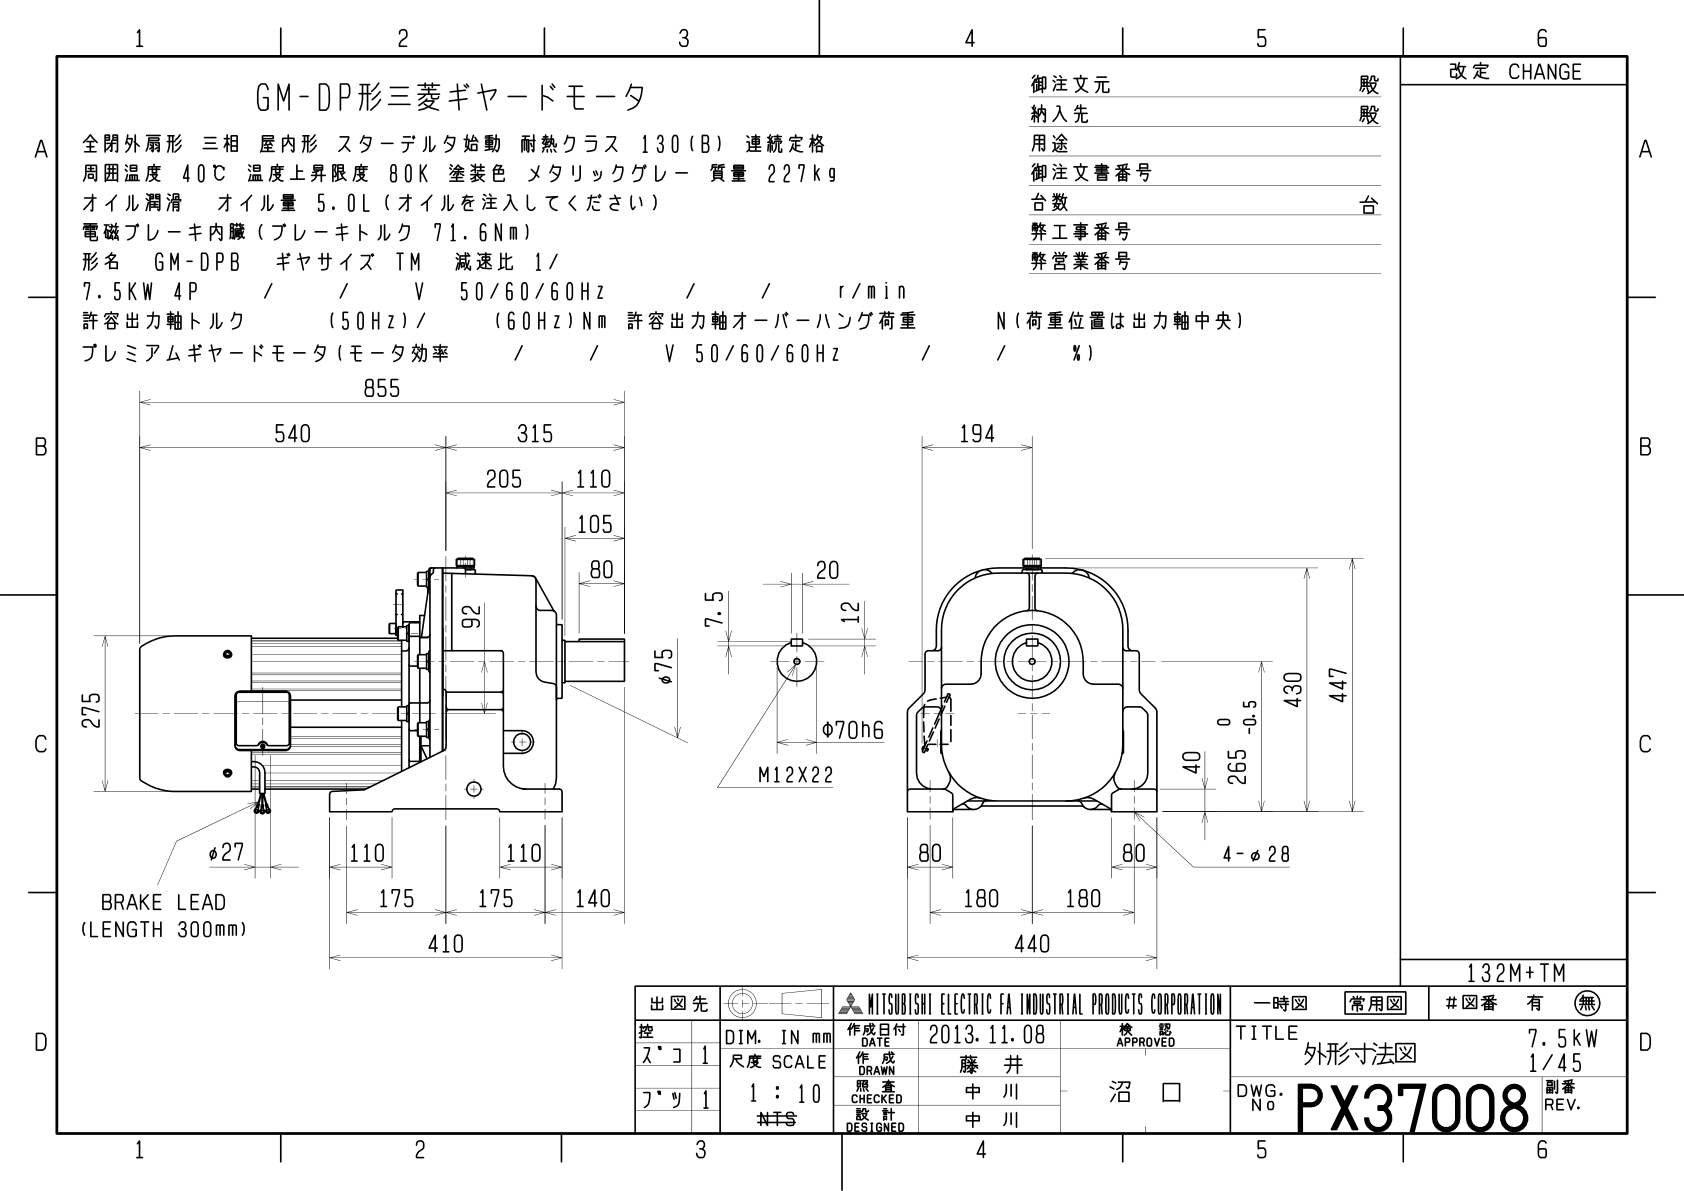 1 2 3 4 5 6
改定 CHANGE
GM-DP形三菱ギヤードモータ
全閉外扇形 三相 屋内形 スターデルタ始動 耐熱クラス 130(B) 連続定格
周囲温度 40℃ 温度上昇限度 80K 塗装色 メタリックグレー 質量 227kg
オイル潤滑 オイル量 5.0L(オイルを注入してください)
電磁ブレーキ内臓(ブレーキトルク 71.6Nm)
形名 GM-DPB ギヤサイズ TM 減速比 1/
7.5KW 4P / / V 50/60/60Hz / / r/min
許容出力軸トルク (50Hz)/ (60Hz)Nm 許容出力軸オーバーハング荷重 N(荷重位置は出力軸中央)
プレミアムギヤードモータ(モータ効率 / / V 50/60/60Hz / / %)
御注文元 殿
納入先 殿
用途
御注文書番号
台数 台
弊工事番号
弊営業番号
A A
B B
C C
D D
855
540 315
205 110
105
80
92
275
φ75
φ27
BRAKE LEAD
(LENGTH 300mm)
110 110
175 175 140
410
20
7.5
12
Φ70h6
M12X22
194
430
447
40
265 0 -0.5
80 80
4-φ28
180 180
440
132M+TM
出図先
控
ズコ 1
ブツ 1
DIM. IN mm
尺度 SCALE
1 : 10
NTS
MITSUBISHI ELECTRIC FA INDUSTRIAL PRODUCTS CORPORATION
作成日付
DATE
2013.11.08
検 認
APPROVED
作 成
DRAWN
藤 井
照 査
CHECKED
中 川
沼 口
設 計
DESIGNED
中 川
一時図 常用図 #図番 有 無
TITLE
外形寸法図
7.5kW
1/45
DWG.
No
PX37008
副番
REV.
1 2 3 4 5 6